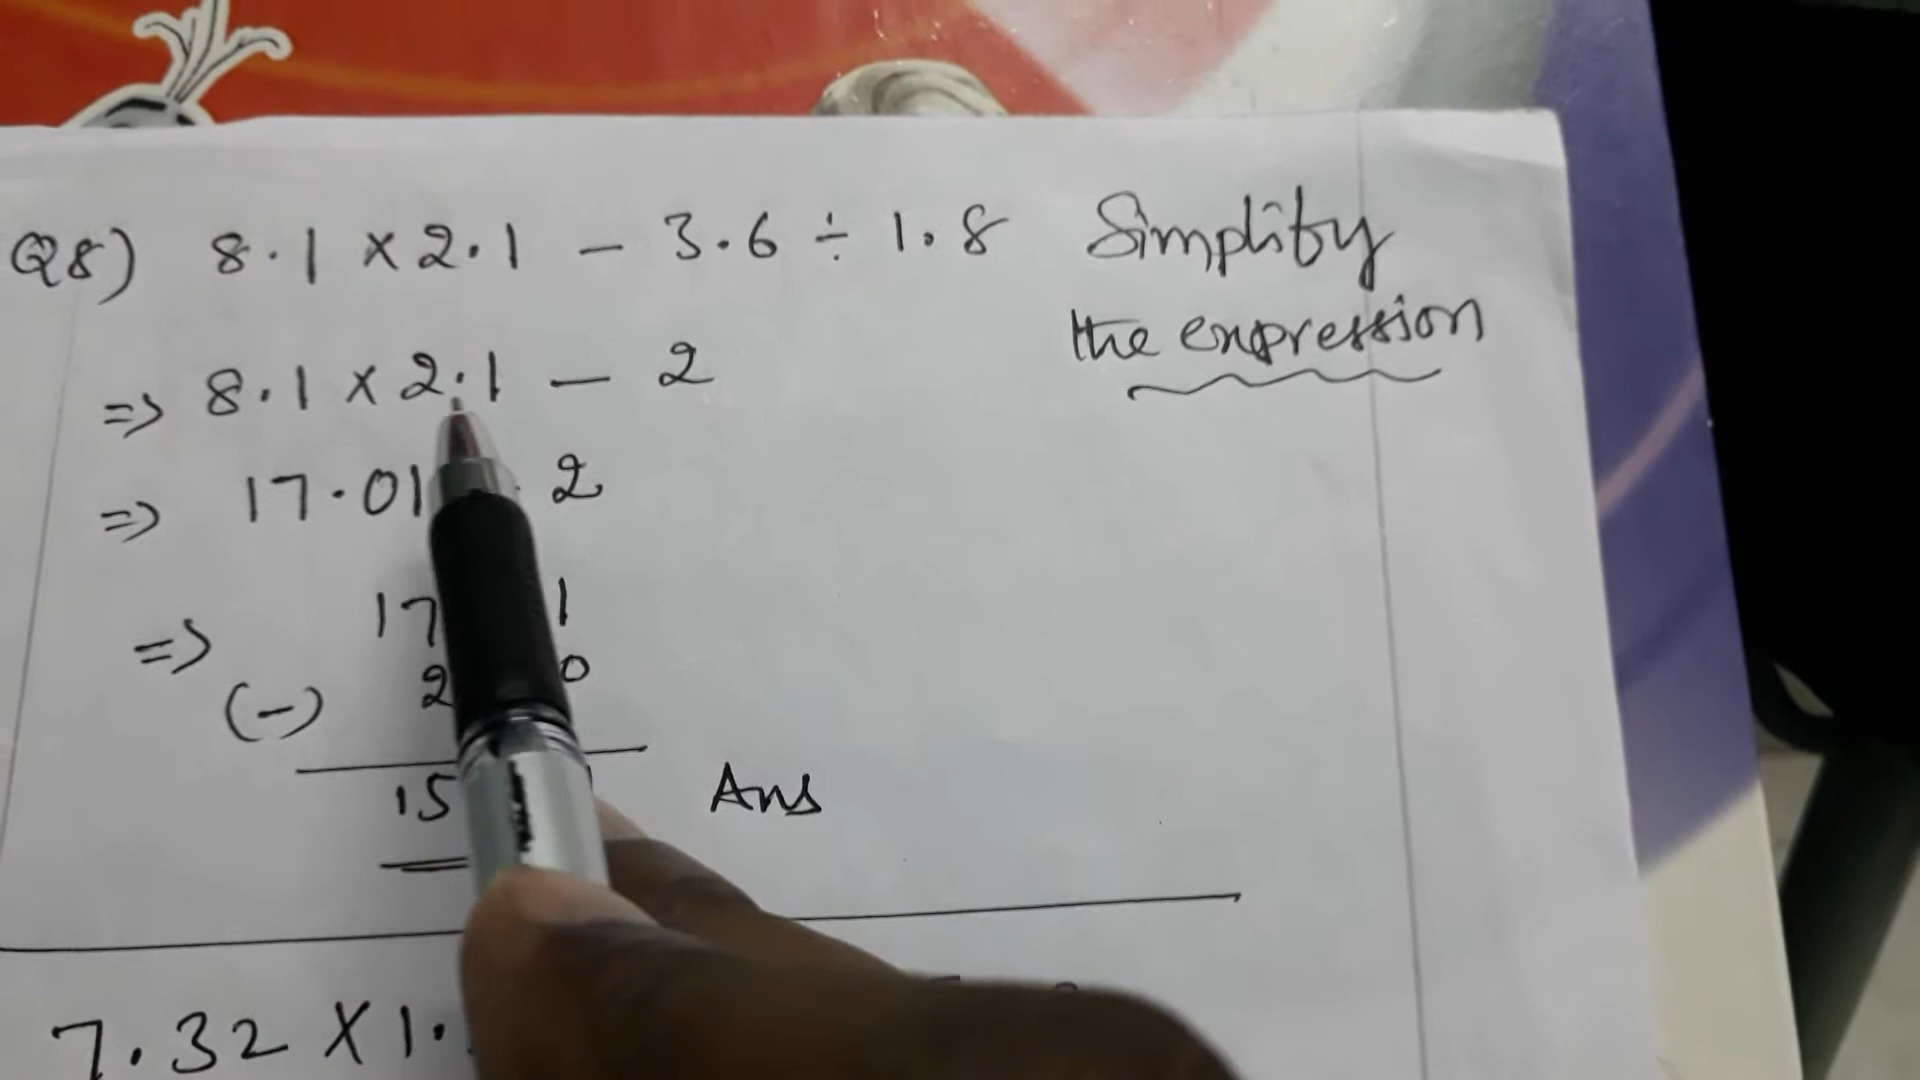 Q8) 8.1 × 2.1 − 3.6 ÷ 1.8 Simplify
the expression
=> 8.1 × 2.1 − 2
=> 17.01 2
=> 17 1
(-) 2 0
15 Ans
7.32 × 1.